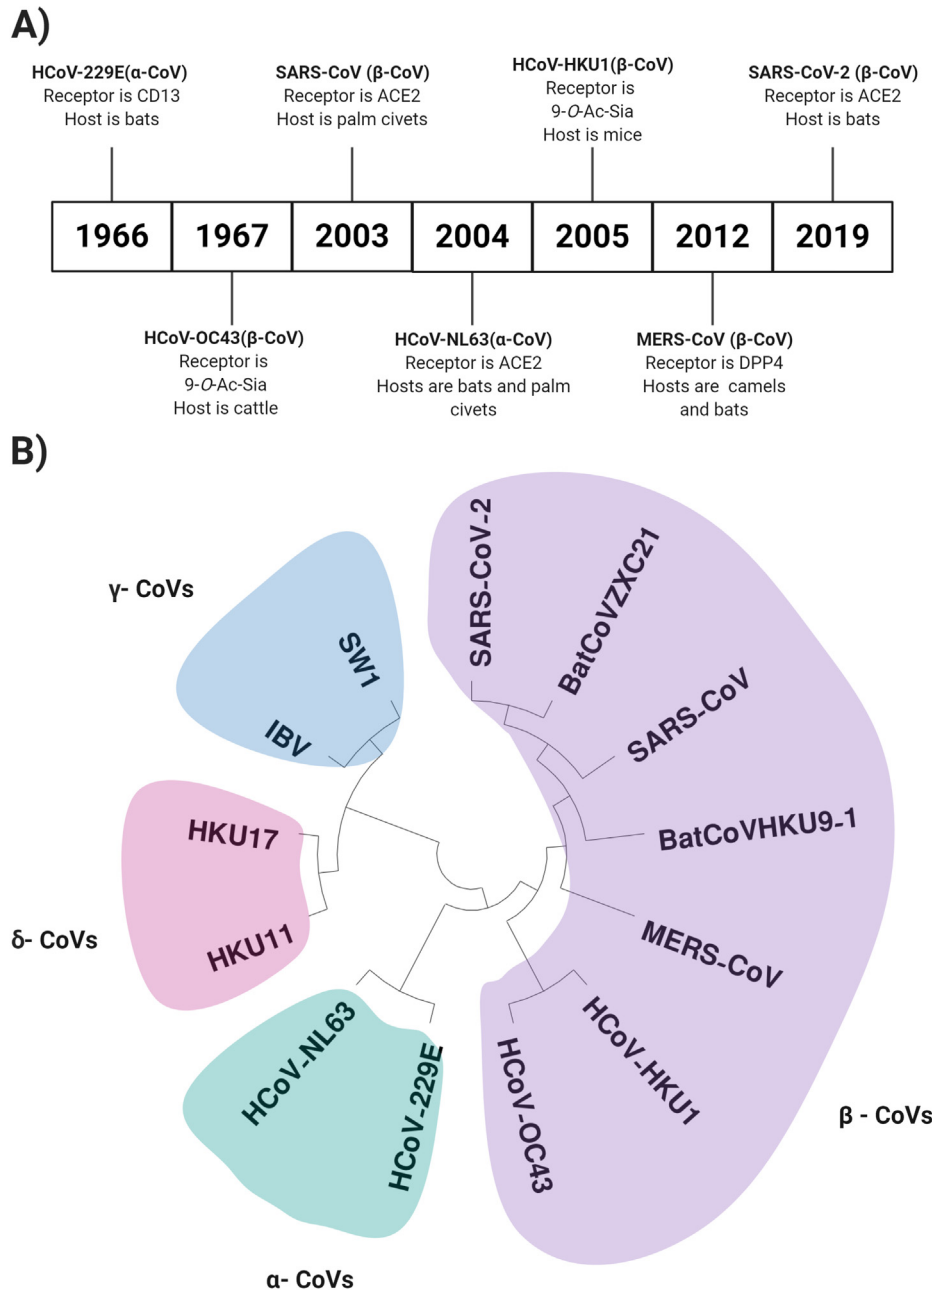 A)
HCoV-229E(α-CoV)
Receptor is CD13
Host is bats
SARS-CoV (β-CoV)
Receptor is ACE2
Host is palm civets
HCoV-HKU1(β-CoV)
Receptor is
9-O-Ac-Sia
Host is mice
SARS-CoV-2 (β-CoV)
Receptor is ACE2
Host is bats
1966
1967
2003
2004
2005
2012
2019
HCoV-OC43(β-CoV)
Receptor is
9-O-Ac-Sia
Host is cattle
HCoV-NL63(α-CoV)
Receptor is ACE2
Hosts are bats and palm
civets
MERS-CoV (β-CoV)
Receptor is DPP4
Hosts are camels
and bats
B)
γ- CoVs
SW1
IBV
SARS-CoV-2
BatCoVZXC21
SARS-CoV
BatCoVHKU9-1
MERS-CoV
HCoV-HKU1
HCoV-OC43
β - CoVs
HKU17
HKU11
δ- CoVs
HCoV-NL63
HCoV-229E
α- CoVs